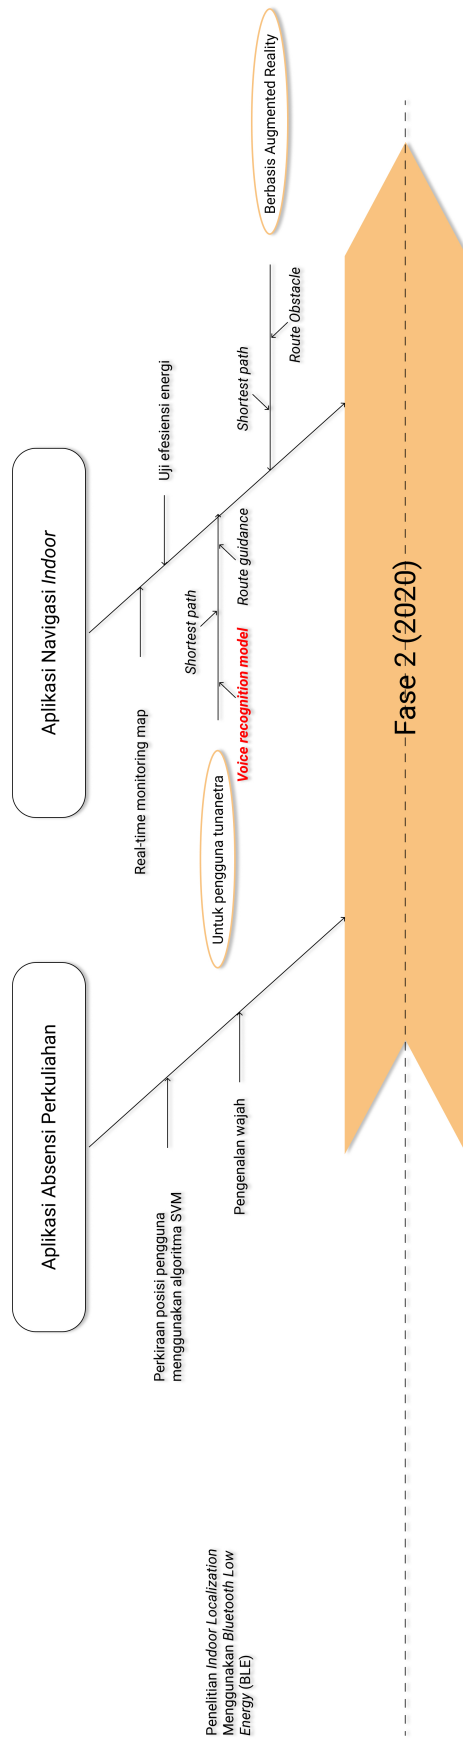 Penelitian Indoor Localization
Menggunakan Bluetooth Low
Energy (BLE)
Aplikasi Absensi Perkuliahan
Perkiraan posisi pengguna
menggunakan algoritma SVM
Pengenalan wajah
Aplikasi Navigasi Indoor
Real-time monitoring map
Uji efesiensi energi
Untuk pengguna tunanetra
Shortest path
Voice recognition model
Route guidance
Berbasis Augmented Reality
Shortest path
Route Obstacle
Fase 2 (2020)